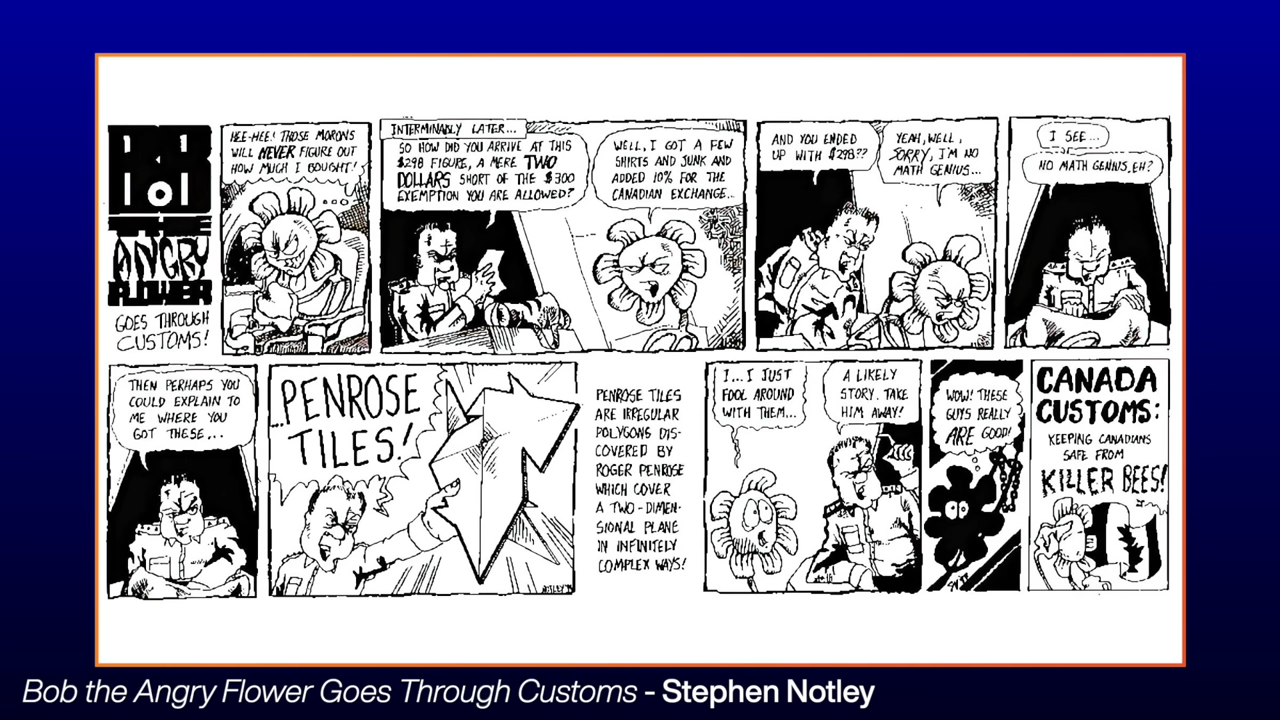 BOB
THE
ANGRY
FLOWER
GOES THROUGH
CUSTOMS!
HEE-HEE! THOSE MORONS
WILL NEVER FIGURE OUT
HOW MUCH I BOUGHT!
INTERMINABLY LATER...
SO HOW DID YOU ARRIVE AT THIS
$298 FIGURE, A MERE TWO
DOLLARS SHORT OF THE $300
EXEMPTION YOU ARE ALLOWED?
WELL, I GOT A FEW
SHIRTS AND JUNK AND
ADDED 10% FOR THE
CANADIAN EXCHANGE...
AND YOU ENDED
UP WITH $298??
YEAH, WELL,
SORRY, I'M NO
MATH GENIUS...
I SEE...
NO MATH GENIUS, EH?
THEN PERHAPS YOU
COULD EXPLAIN TO
ME WHERE YOU
GOT THESE...
...PENROSE
TILES!
NOTLEY
PENROSE TILES
ARE IRREGULAR
POLYGONS DIS-
COVERED BY
ROGER PENROSE
WHICH COVER
A TWO-DIMEN-
SIONAL PLANE
IN INFINITELY
COMPLEX WAYS!
I...I JUST
FOOL AROUND
WITH THEM...
A LIKELY
STORY. TAKE
HIM AWAY!
WOW! THESE
GUYS REALLY
ARE GOOD!
CANADA
CUSTOMS:
KEEPING CANADIANS
SAFE FROM
KILLER BEES!
Bob the Angry Flower Goes Through Customs - Stephen Notley